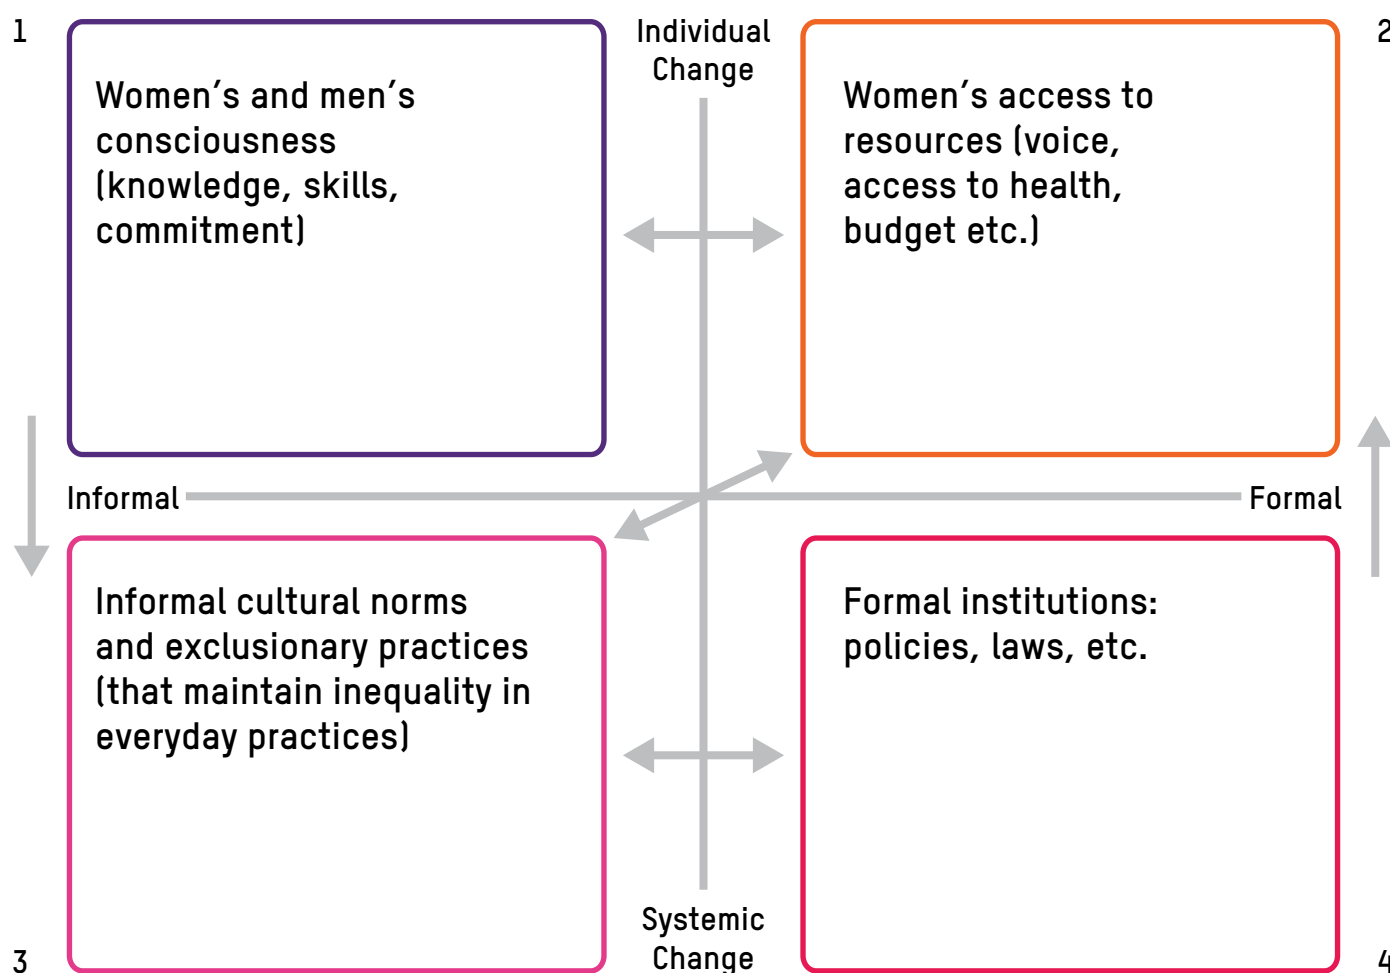 1
Individual
Change
2
Women’s and men’s
consciousness
(knowledge, skills,
commitment)
Women’s access to
resources (voice,
access to health,
budget etc.)
Informal
Formal
Informal cultural norms
and exclusionary practices
(that maintain inequality in
everyday practices)
Formal institutions:
policies, laws, etc.
Systemic
Change
3
4